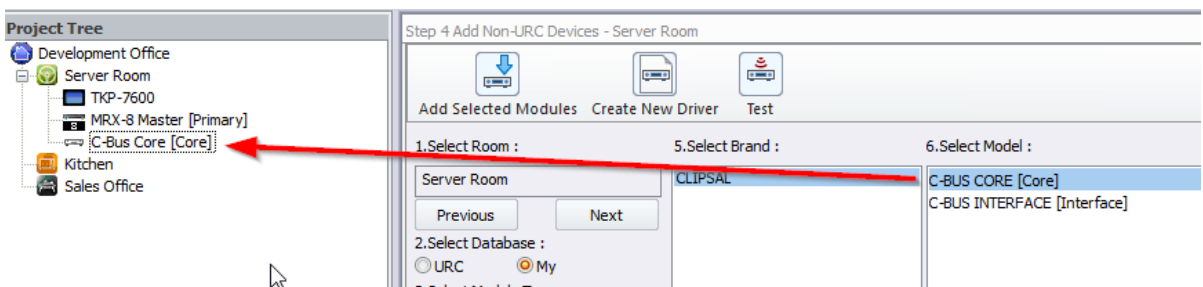 Project Tree
Development Office
Server Room
TKP-7600
MRX-8 Master [Primary]
C-Bus Core [Core]
Kitchen
Sales Office
Step 4 Add Non-URC Devices - Server Room
Add Selected Modules Create New Driver Test
1.Select Room : 5.Select Brand : 6.Select Model :
Server Room CLIPSAL C-BUS CORE [Core]
C-BUS INTERFACE [Interface]
Previous Next
2.Select Database :
URC My